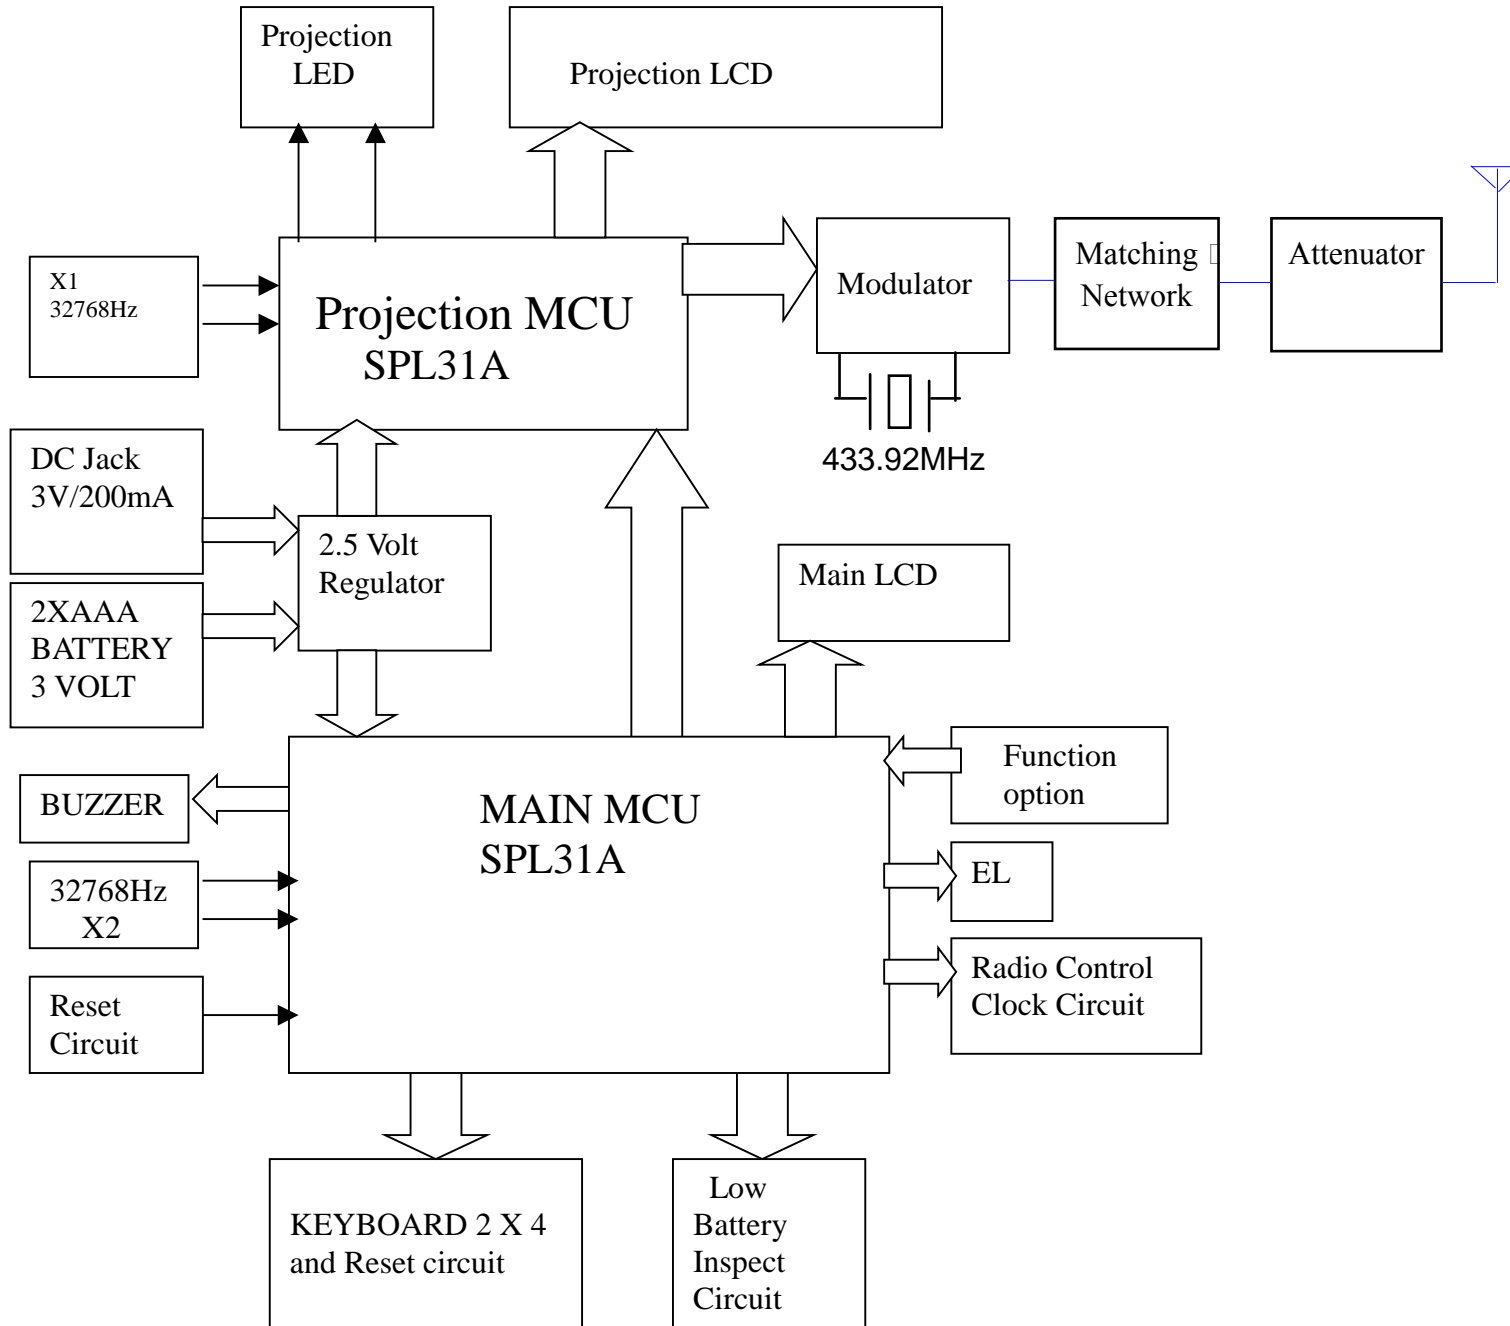 Projection
LED
Projection LCD
X1
32768Hz
Projection MCU
SPL31A
Modulator
Matching
Network
Attenuator
433.92MHz
DC Jack
3V/200mA
2.5 Volt
Regulator
2XAAA
BATTERY
3 VOLT
Main LCD
Function
option
BUZZER
MAIN MCU
SPL31A
EL
32768Hz
X2
Radio Control
Clock Circuit
Reset
Circuit
KEYBOARD 2 X 4
and Reset circuit
Low
Battery
Inspect
Circuit